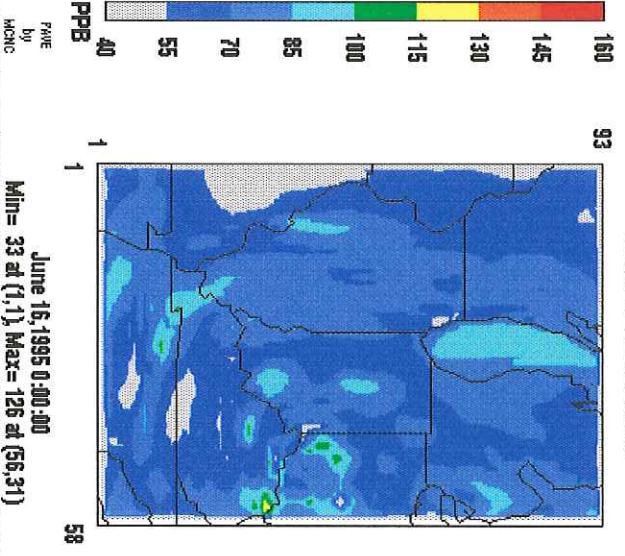 160
145
130
115
100
85
70
55
40
PPB
PAVE
by
MCNC
93
1
1
58
June 16,1995 0:00:00
Min= 33 at (1,1), Max= 126 at (56,31)